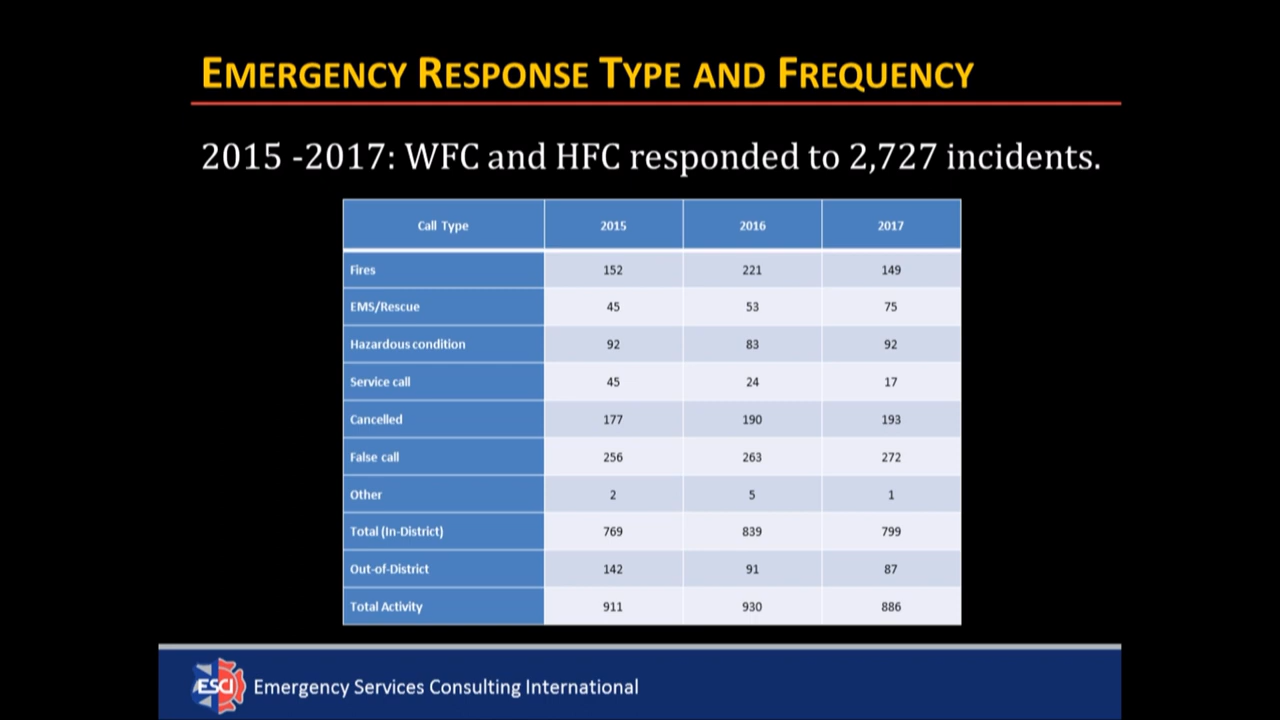 EMERGENCY RESPONSE TYPE AND FREQUENCY
2015 -2017: WFC and HFC responded to 2,727 incidents.
Call Type 2015 2016 2017
Fires 152 221 149
EMS/Rescue 45 53 75
Hazardous condition 92 83 92
Service call 45 24 17
Cancelled 177 190 193
False call 256 263 272
Other 2 5 1
Total (In-District) 769 839 799
Out-of-District 142 91 87
Total Activity 911 930 886
ESCI Emergency Services Consulting International